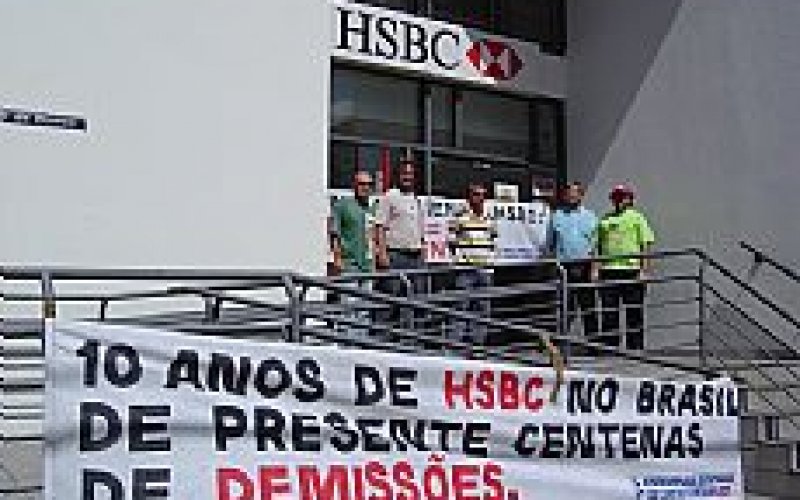 HSBC
10 ANOS DE HSBC NO BRASIL
DE PRESENTE CENTENAS
DE DEMISSÕES.